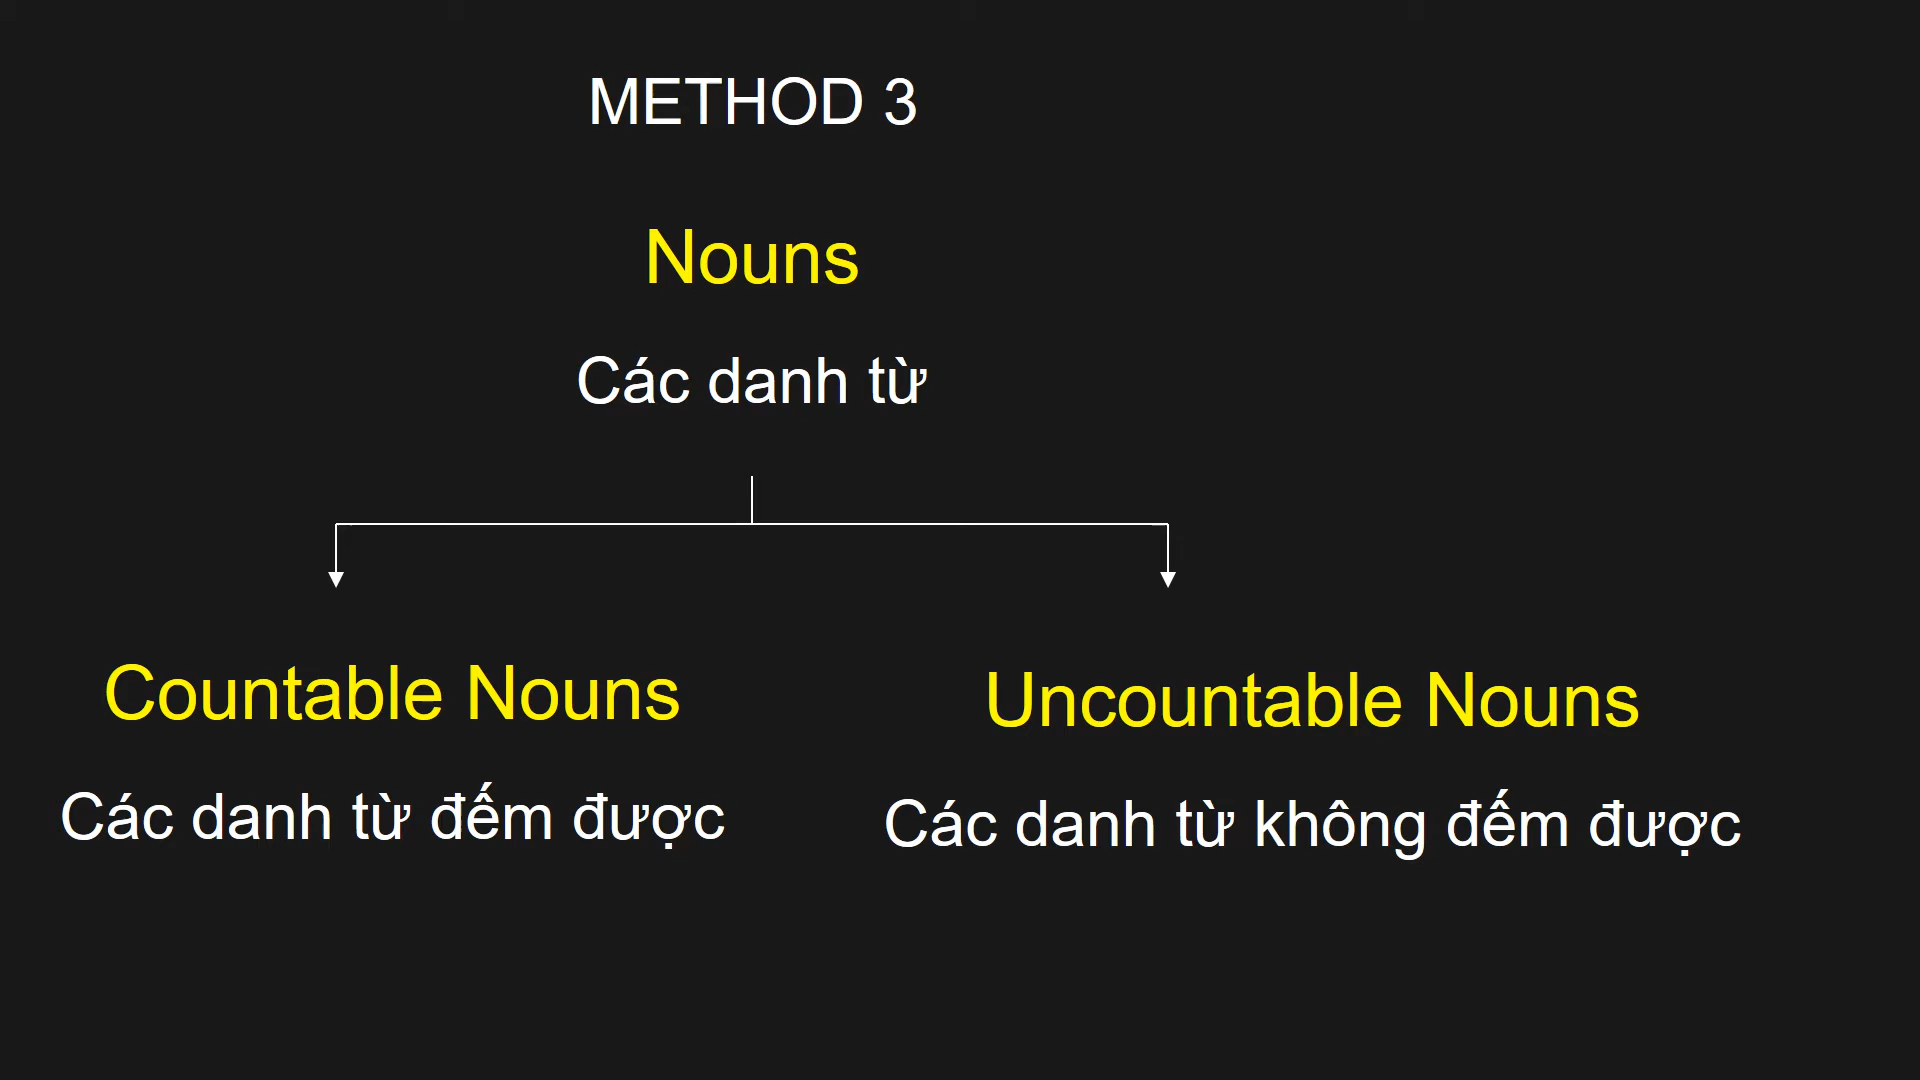 METHOD 3
Nouns
Các danh từ
Countable Nouns
Các danh từ đếm được
Uncountable Nouns
Các danh từ không đếm được